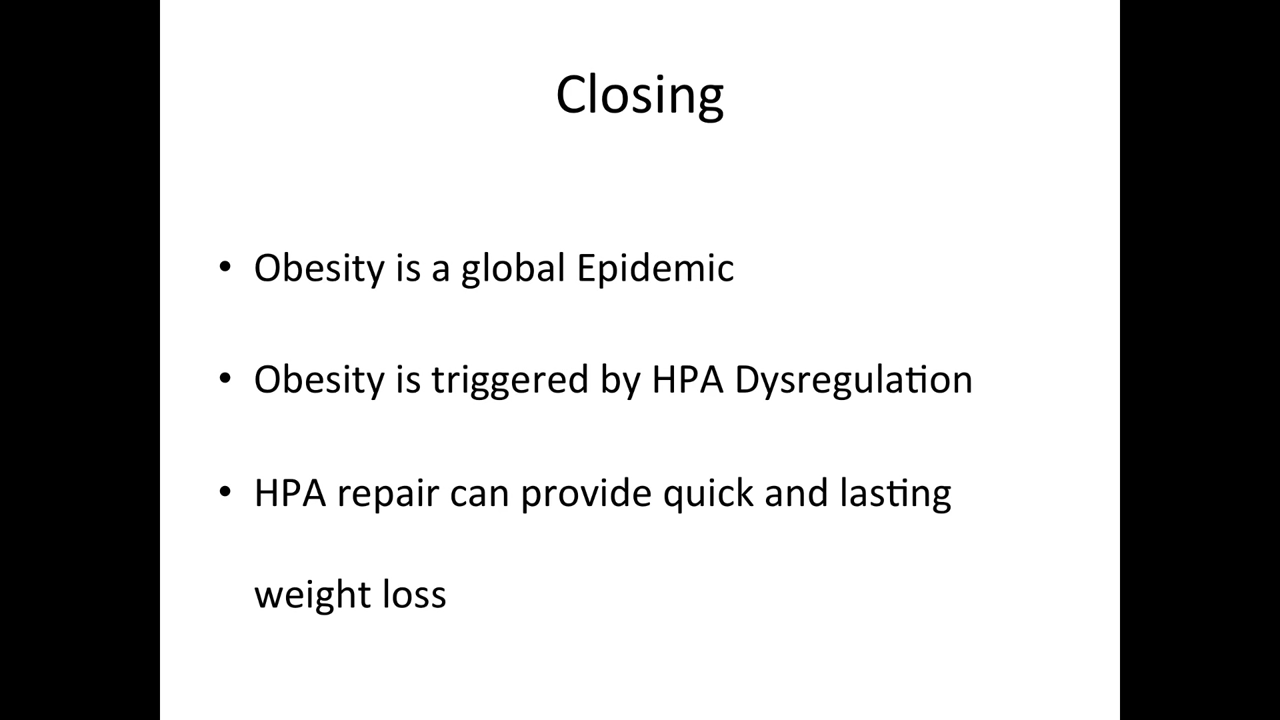 Closing
• Obesity is a global Epidemic
• Obesity is triggered by HPA Dysregulation
• HPA repair can provide quick and lasting
weight loss